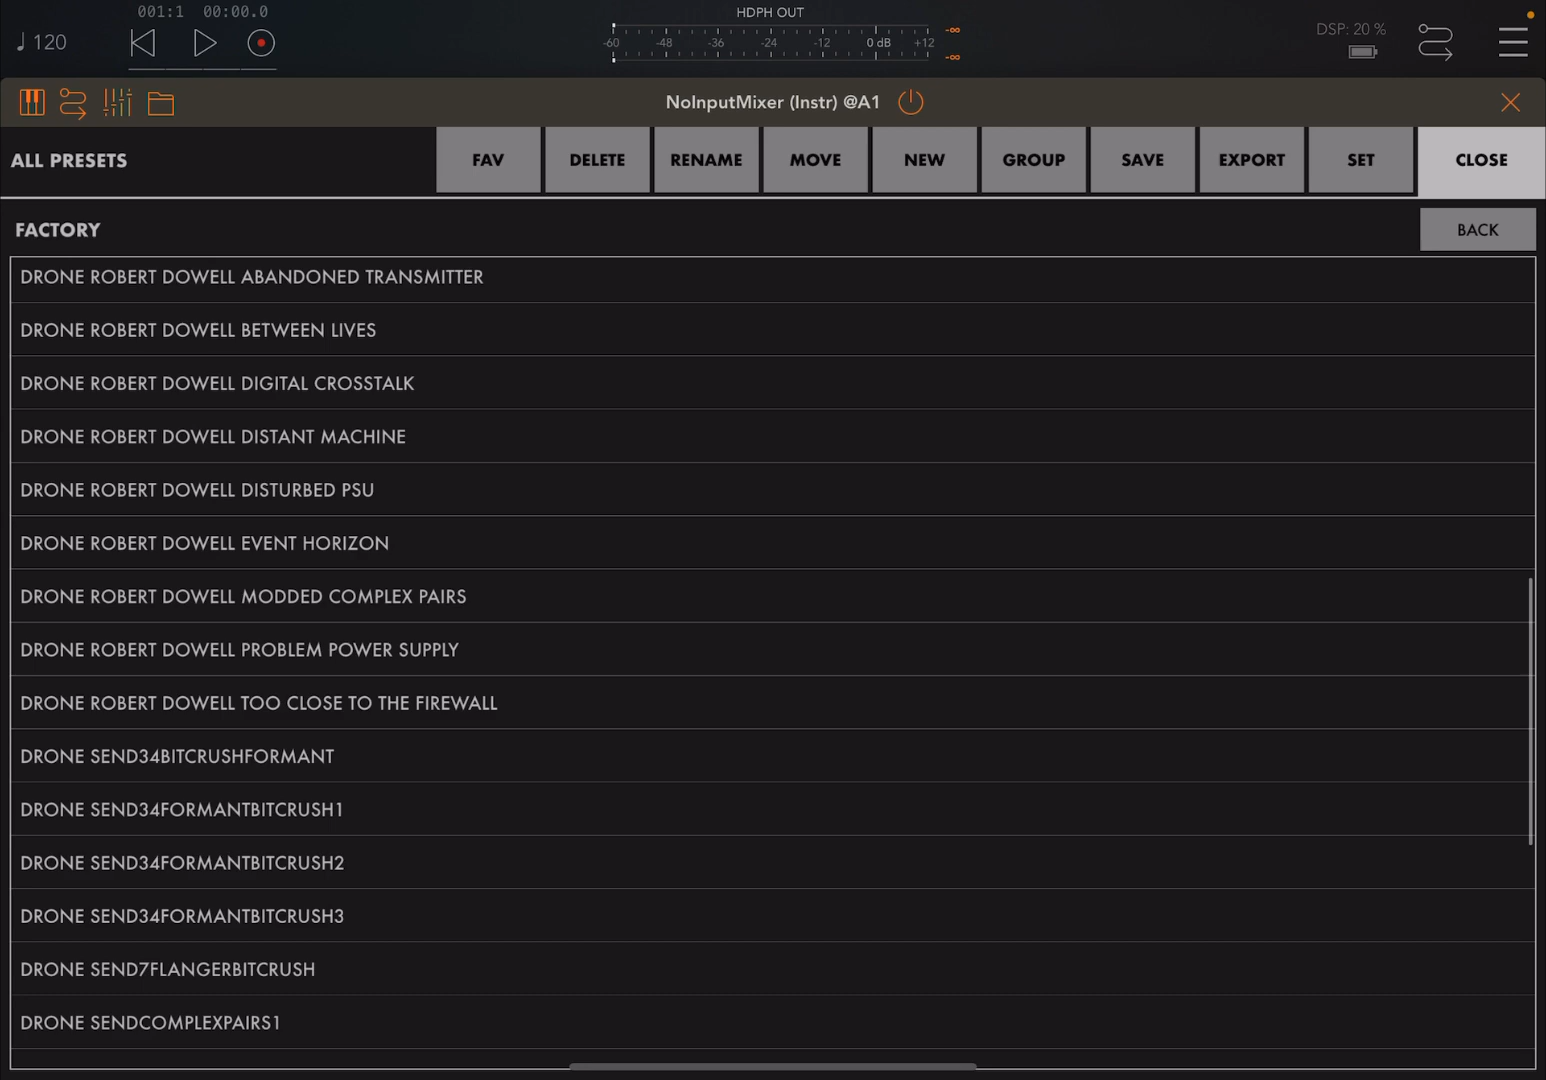 001:1 00:00.0
HDPH OUT
♩ 120
-60 -48 -36 -24 -12 0 dB +12
-∞
-∞
DSP: 20 %
NoInputMixer (Instr) @A1
ALL PRESETS
FAV DELETE RENAME MOVE NEW GROUP SAVE EXPORT SET CLOSE
FACTORY
BACK
DRONE ROBERT DOWELL ABANDONED TRANSMITTER
DRONE ROBERT DOWELL BETWEEN LIVES
DRONE ROBERT DOWELL DIGITAL CROSSTALK
DRONE ROBERT DOWELL DISTANT MACHINE
DRONE ROBERT DOWELL DISTURBED PSU
DRONE ROBERT DOWELL EVENT HORIZON
DRONE ROBERT DOWELL MODDED COMPLEX PAIRS
DRONE ROBERT DOWELL PROBLEM POWER SUPPLY
DRONE ROBERT DOWELL TOO CLOSE TO THE FIREWALL
DRONE SEND34BITCRUSHFORMANT
DRONE SEND34FORMANTBITCRUSH1
DRONE SEND34FORMANTBITCRUSH2
DRONE SEND34FORMANTBITCRUSH3
DRONE SEND7FLANGERBITCRUSH
DRONE SENDCOMPLEXPAIRS1